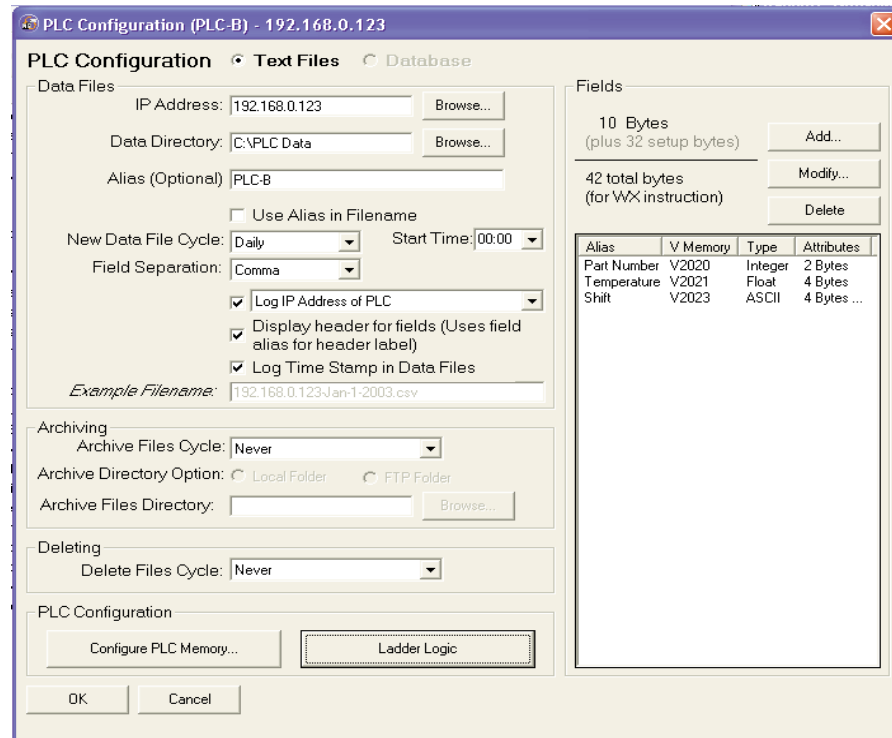 PLC Configuration (PLC-B) - 192.168.0.123
PLC Configuration Text Files Database
Data Files
IP Address: 192.168.0.123 Browse...
Data Directory: C:\PLC Data Browse...
Alias (Optional) PLC-B
Use Alias in Filename
New Data File Cycle: Daily Start Time: 00:00
Field Separation: Comma
Log IP Address of PLC
Display header for fields (Uses field
alias for header label)
Log Time Stamp in Data Files
Example Filename: 192.168.0.123-Jan-1-2003.csv
Archiving
Archive Files Cycle: Never
Archive Directory Option: Local Folder FTP Folder
Archive Files Directory: Browse...
Deleting
Delete Files Cycle: Never
PLC Configuration
Configure PLC Memory... Ladder Logic
OK Cancel
Fields
10 Bytes
(plus 32 setup bytes)
42 total bytes
(for WX instruction)
Add...
Modify...
Delete
Alias V Memory Type Attributes
Part Number V2020 Integer 2 Bytes
Temperature V2021 Float 4 Bytes
Shift V2023 ASCII 4 Bytes ...